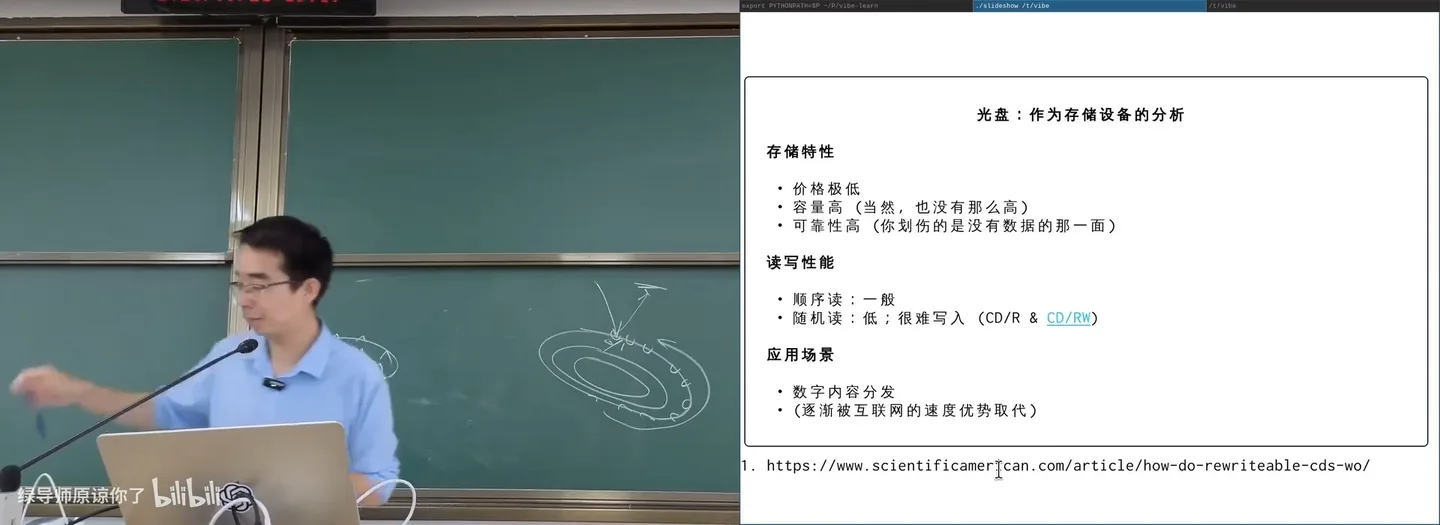 export PYTHONPATH=$P ~/P/vibe-learn
./slideshow /t/vibe
/t/vibe
光盘：作为存储设备的分析
存储特性
• 价格极低
• 容量高 (当然，也没有那么高)
• 可靠性高 (你划伤的是没有数据的那一面)
读写性能
• 顺序读：一般
• 随机读：低；很难写入 (CD/R & CD/RW)
应用场景
• 数字内容分发
• (逐渐被互联网的速度优势取代)
1. https://www.scientificamerican.com/article/how-do-rewriteable-cds-wo/
绿导师原谅你了 bilibili